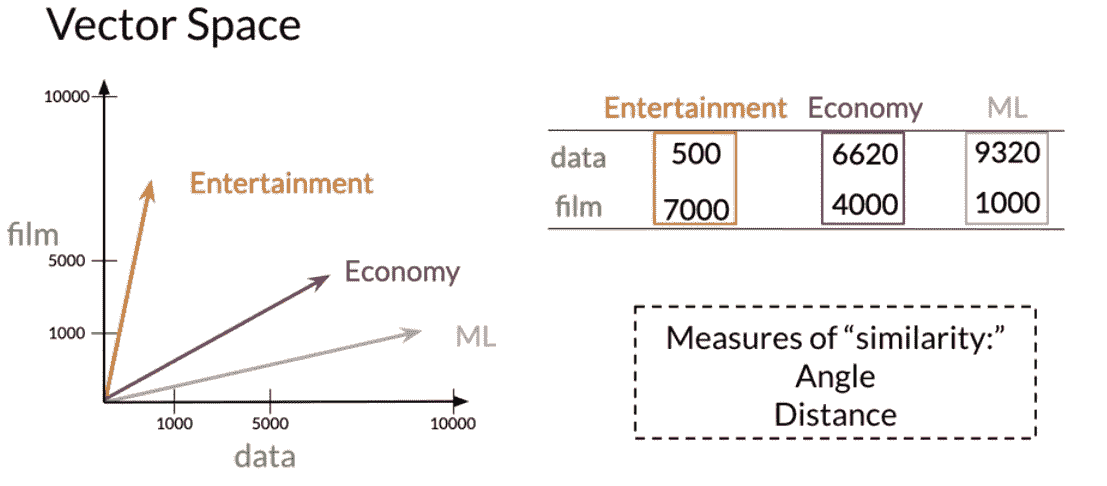 Vector Space
10000
Entertainment
film
5000
Economy
1000
ML
1000 5000 10000
data
Entertainment Economy ML
data 500 6620 9320
film 7000 4000 1000
Measures of “similarity:”
Angle
Distance